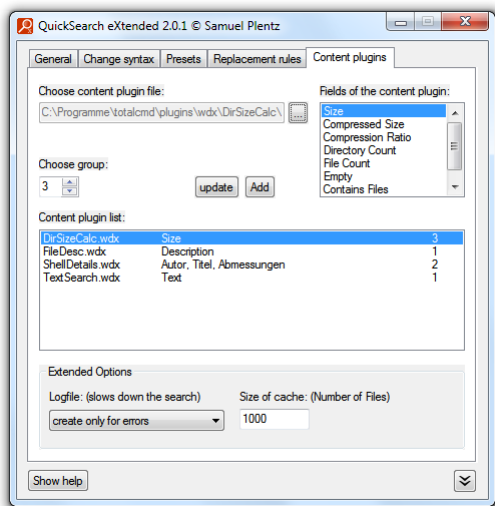 QuickSearch eXtended 2.0.1 © Samuel Plentz
General Change syntax Presets Replacement rules Content plugins
Choose content plugin file: Fields of the content plugin:
C:\Programme\totalcmd\plugins\wdx\DirSizeCalc\ ... Size
Compressed Size
Compression Ratio
Directory Count
File Count
Empty
Contains Files
Choose group:
3 update Add
Content plugin list:
DirSizeCalc.wdx Size 3
FileDesc.wdx Description 1
ShellDetails.wdx Autor, Titel, Abmessungen 2
TextSearch.wdx Text 1
Extended Options
Logfile: (slows down the search) Size of cache: (Number of Files)
create only for errors 1000
Show help